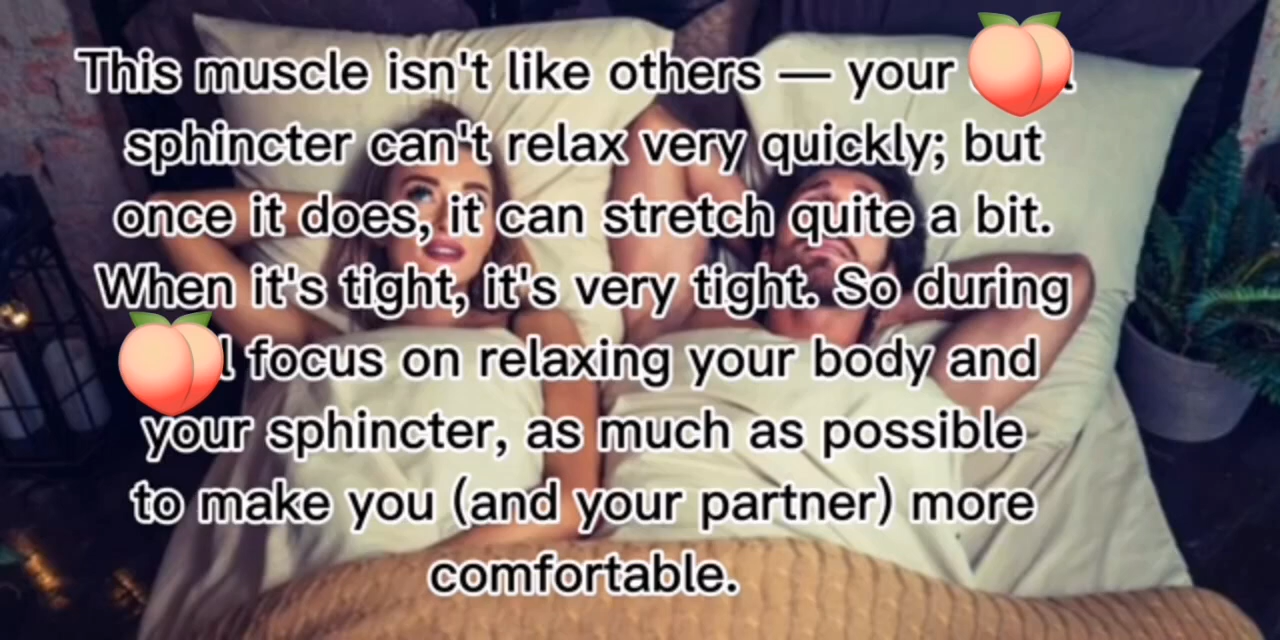 This muscle isn't like others — your 🍑
sphincter can't relax very quickly; but
once it does, it can stretch quite a bit.
When it's tight, it's very tight. So during
🍑l focus on relaxing your body and
your sphincter, as much as possible
to make you (and your partner) more
comfortable.